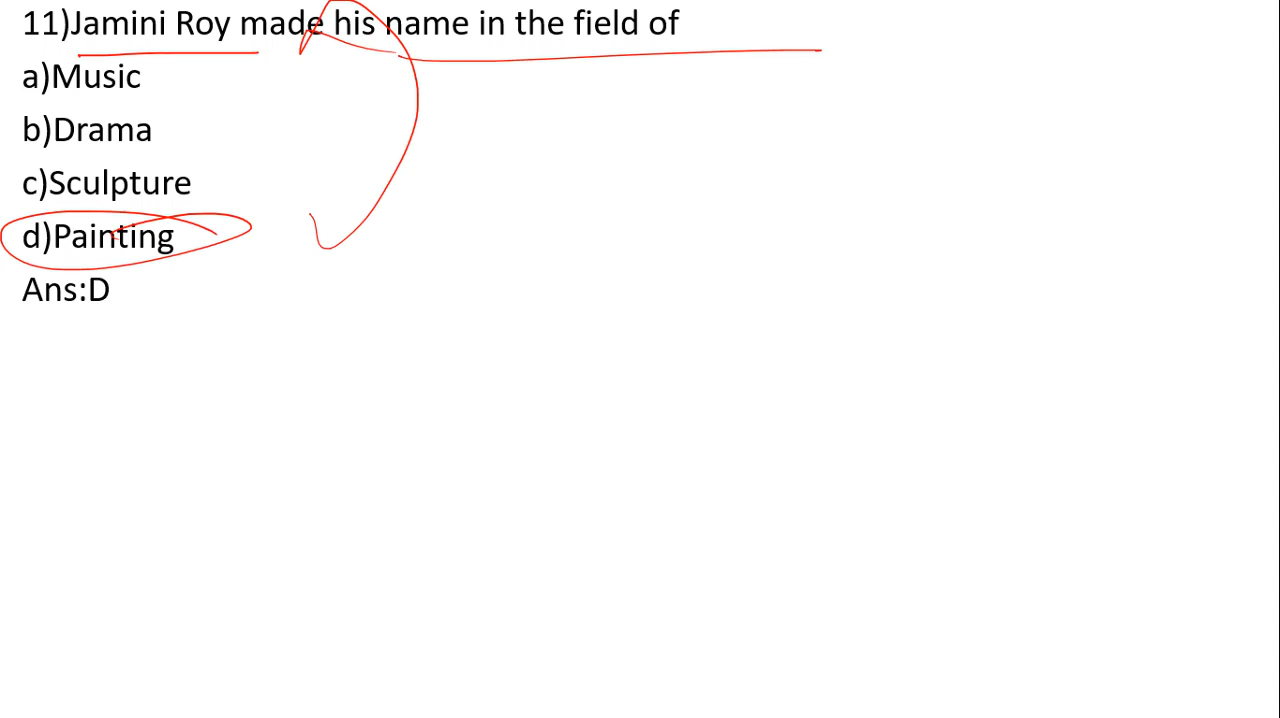 11)Jamini Roy made his name in the field of
a)Music
b)Drama
c)Sculpture
d)Painting
Ans:D